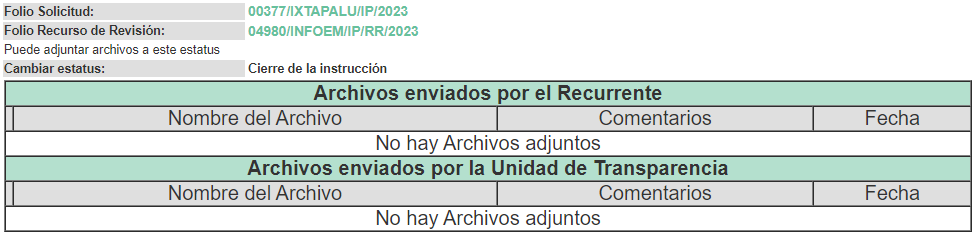 Folio Solicitud: 00377/IXTAPALU/IP/2023
Folio Recurso de Revisión: 04980/INFOEM/IP/RR/2023
Puede adjuntar archivos a este estatus
Cambiar estatus: Cierre de la instrucción
Archivos enviados por el Recurrente
Nombre del Archivo Comentarios Fecha
No hay Archivos adjuntos
Archivos enviados por la Unidad de Transparencia
Nombre del Archivo Comentarios Fecha
No hay Archivos adjuntos